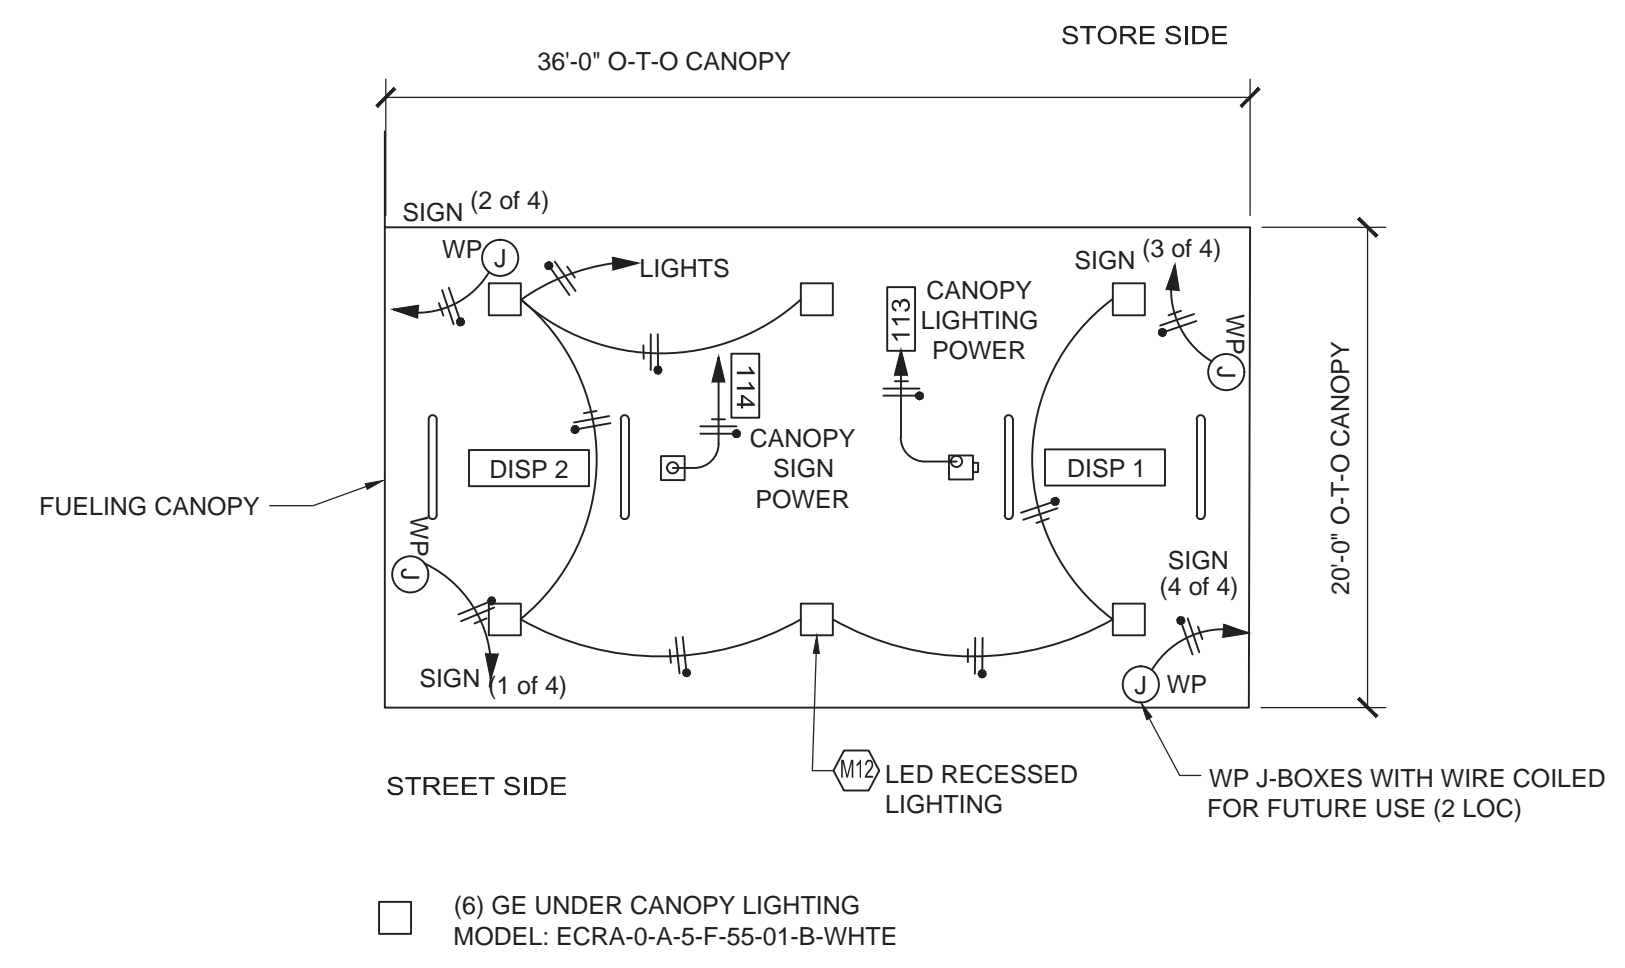 STORE SIDE
36'-0" O-T-O CANOPY
SIGN (2 of 4)
WP J
LIGHTS
CANOPY
LIGHTING
POWER
113
SIGN (3 of 4)
WP
J
114
CANOPY
SIGN
POWER
DISP 2
DISP 1
20'-0" O-T-O CANOPY
FUELING CANOPY
WP
J
SIGN
(4 of 4)
SIGN (1 of 4)
J WP
STREET SIDE
M12
LED RECESSED
LIGHTING
WP J-BOXES WITH WIRE COILED
FOR FUTURE USE (2 LOC)
(6) GE UNDER CANOPY LIGHTING
MODEL: ECRA-0-A-5-F-55-01-B-WHTE